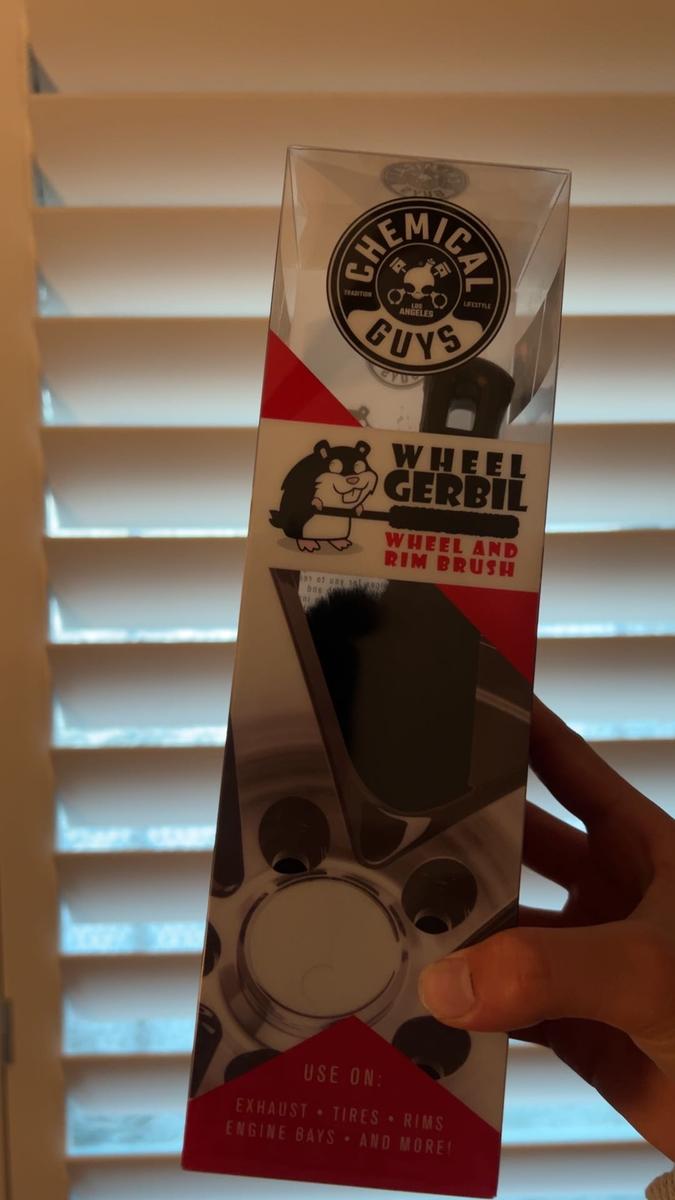 CHEMICAL
TRADITION
LOS
ANGELES
LIFESTYLE
GUYS
WHEEL
GERBIL
WHEEL AND
RIM BRUSH
USE ON:
EXHAUST • TIRES • RIMS
ENGINE BAYS • AND MORE!